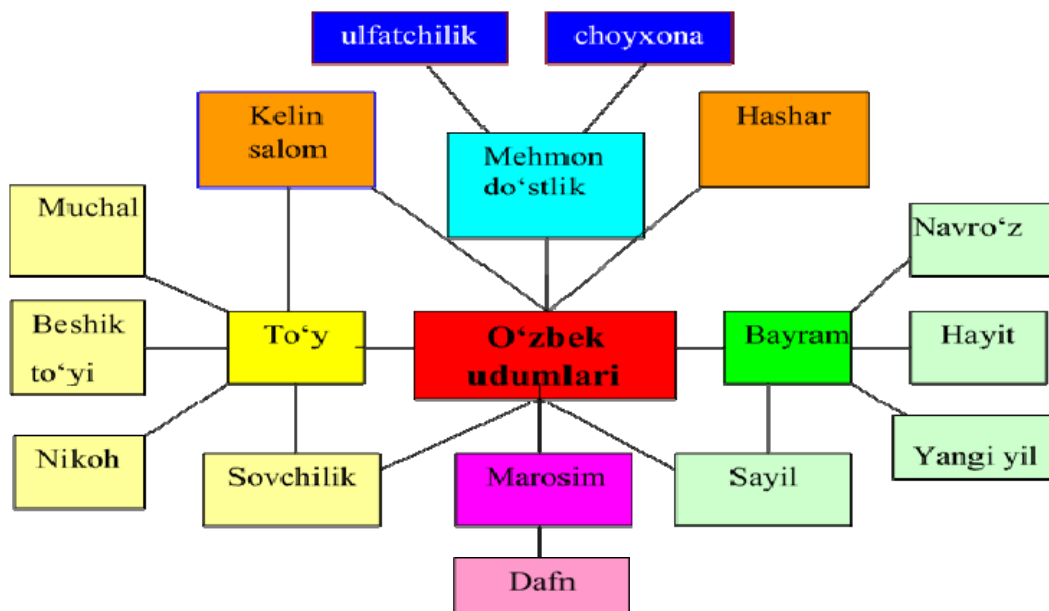 ulfatchilik
choyxona
Kelin
salom
Mehmon
do‘stlik
Hashar
Muchal
Navro‘z
Beshik
to‘yi
To‘y
O‘zbek
udumlari
Bayram
Hayit
Nikoh
Sovchilik
Marosim
Sayil
Yangi yil
Dafn